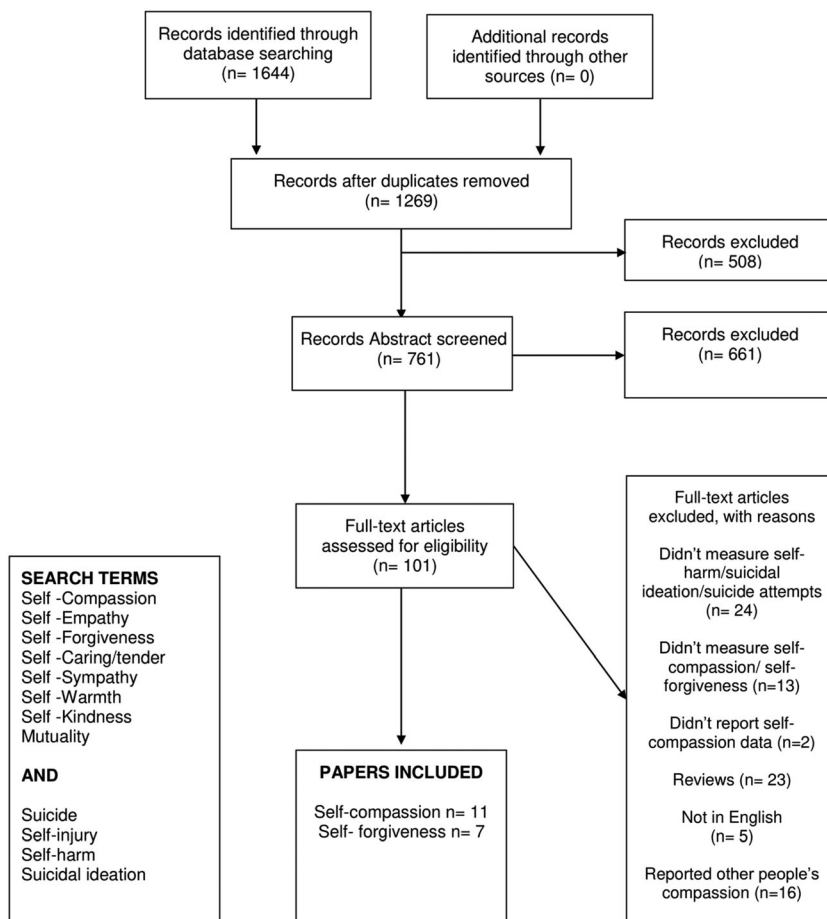 Records identified through
database searching
(n= 1644)
Additional records
identified through other
sources (n= 0)
Records after duplicates removed
(n= 1269)
Records excluded
(n= 508)
Records Abstract screened
(n= 761)
Records excluded
(n= 661)
Full-text articles
assessed for eligibility
(n= 101)
Full-text articles
excluded, with reasons
Didn't measure self-
harm/suicidal
ideation/suicide attempts
(n= 24)
Didn't measure self-
compassion/ self-
forgiveness (n=13)
Didn't report self-
compassion data (n=2)
Reviews (n= 23)
Not in English
(n= 5)
Reported other people's
compassion (n=16)
SEARCH TERMS
Self -Compassion
Self -Empathy
Self -Forgiveness
Self -Caring/tender
Self -Sympathy
Self -Warmth
Self -Kindness
Mutuality
AND
Suicide
Self-injury
Self-harm
Suicidal ideation
PAPERS INCLUDED
Self-compassion n= 11
Self- forgiveness n= 7